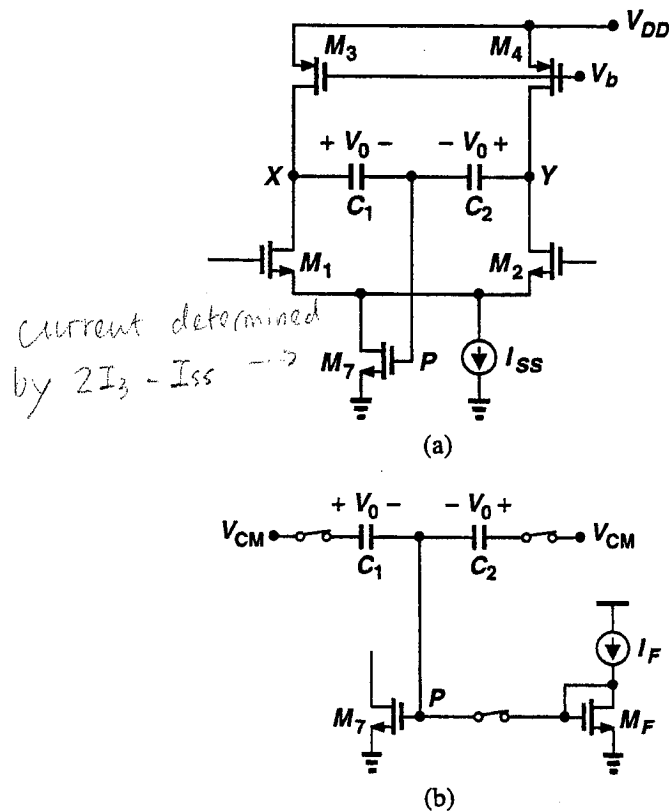 V_DD
M_3 M_4
V_b
+ V_0 - - V_0 +
X Y
C_1 C_2
M_1 M_2
current determined
by 2I_3 - I_SS -->
M_7 P I_SS
(a)
+ V_0 - - V_0 +
V_CM V_CM
C_1 C_2
I_F
P
M_7 M_F
(b)